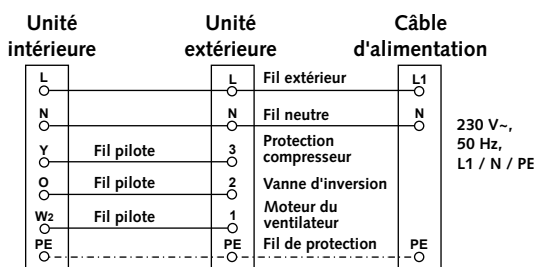 Unité intérieure
Unité extérieure
Câble d'alimentation
L L Fil extérieur L1
N N Fil neutre N
230 V~,
50 Hz,
L1 / N / PE
Y Fil pilote 3 Protection compresseur
O Fil pilote 2 Vanne d'inversion
W2 Fil pilote 1 Moteur du ventilateur
PE PE Fil de protection PE